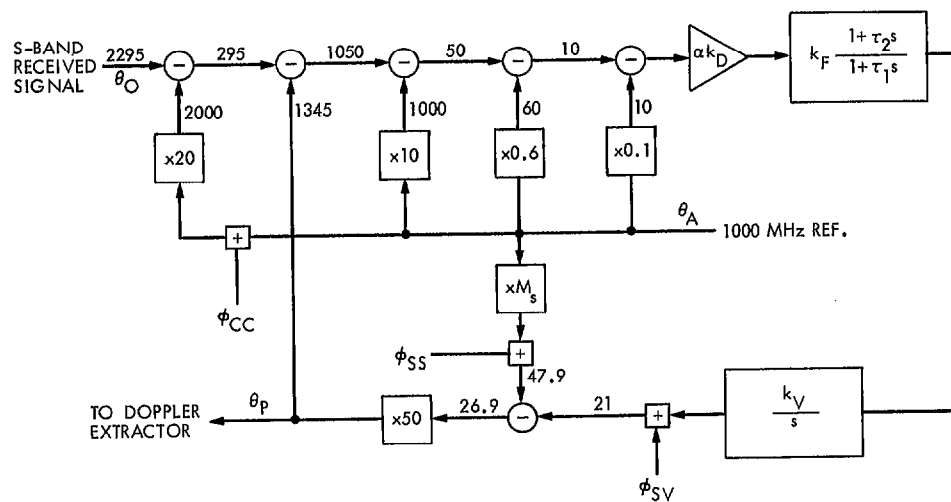 S-BAND
RECEIVED
SIGNAL
2295
θO
−
295
−
1050
−
50
−
10
−
αkD
kF (1 + τ2s)/(1 + τ1s)
2000
1345
1000
60
10
x20
x10
x0.6
x0.1
θA
1000 MHz REF.
+
ϕCC
xMs
ϕSS
+
47.9
TO DOPPLER
EXTRACTOR
θP
x50
26.9
−
21
+
kV/s
ϕSV